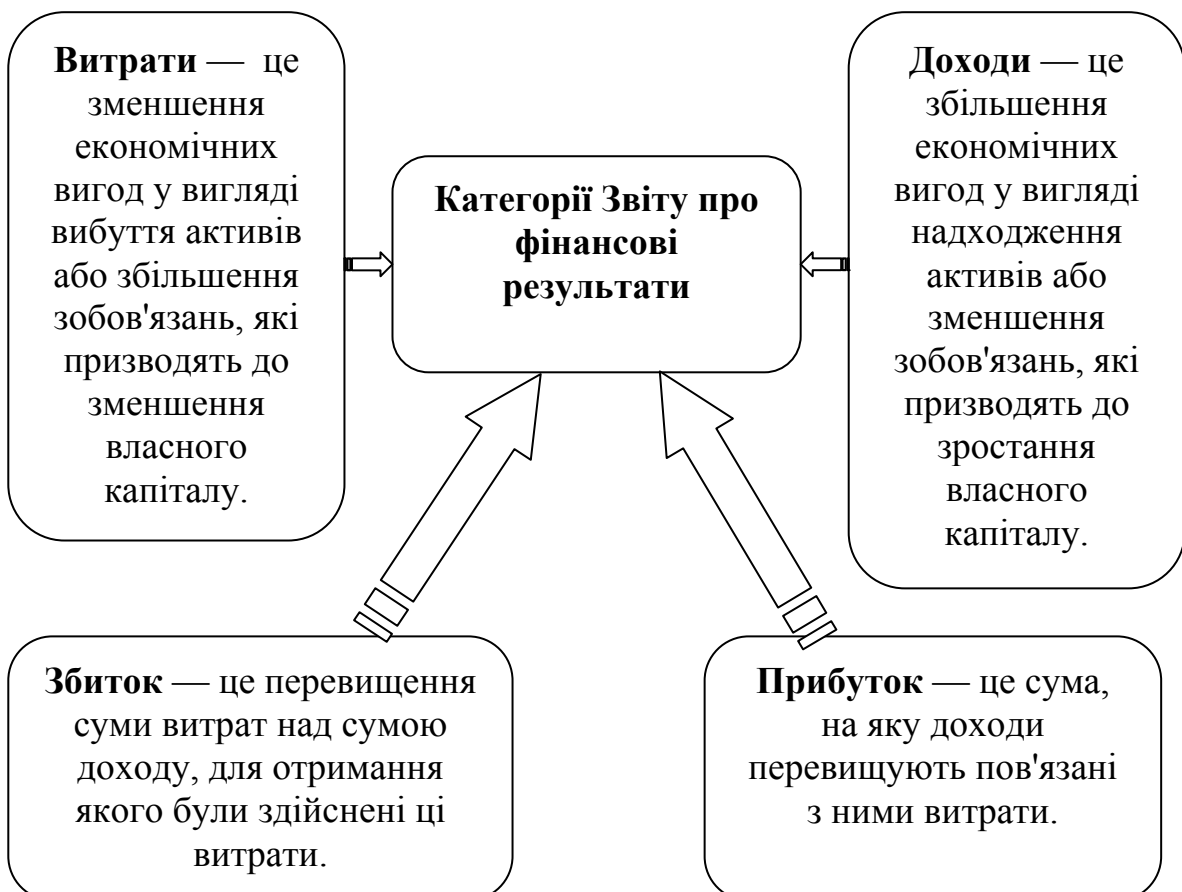 Витрати — це
зменшення
економічних
вигод у вигляді
вибуття активів
або збільшення
зобов'язань, які
призводять до
зменшення
власного
капіталу.
Категорії Звіту про
фінансові
результати
Доходи — це
збільшення
економічних
вигод у вигляді
надходження
активів або
зменшення
зобов'язань, які
призводять до
зростання
власного
капіталу.
Збиток — це перевищення
суми витрат над сумою
доходу, для отримання
якого були здійснені ці
витрати.
Прибуток — це сума,
на яку доходи
перевищують пов'язані
з ними витрати.